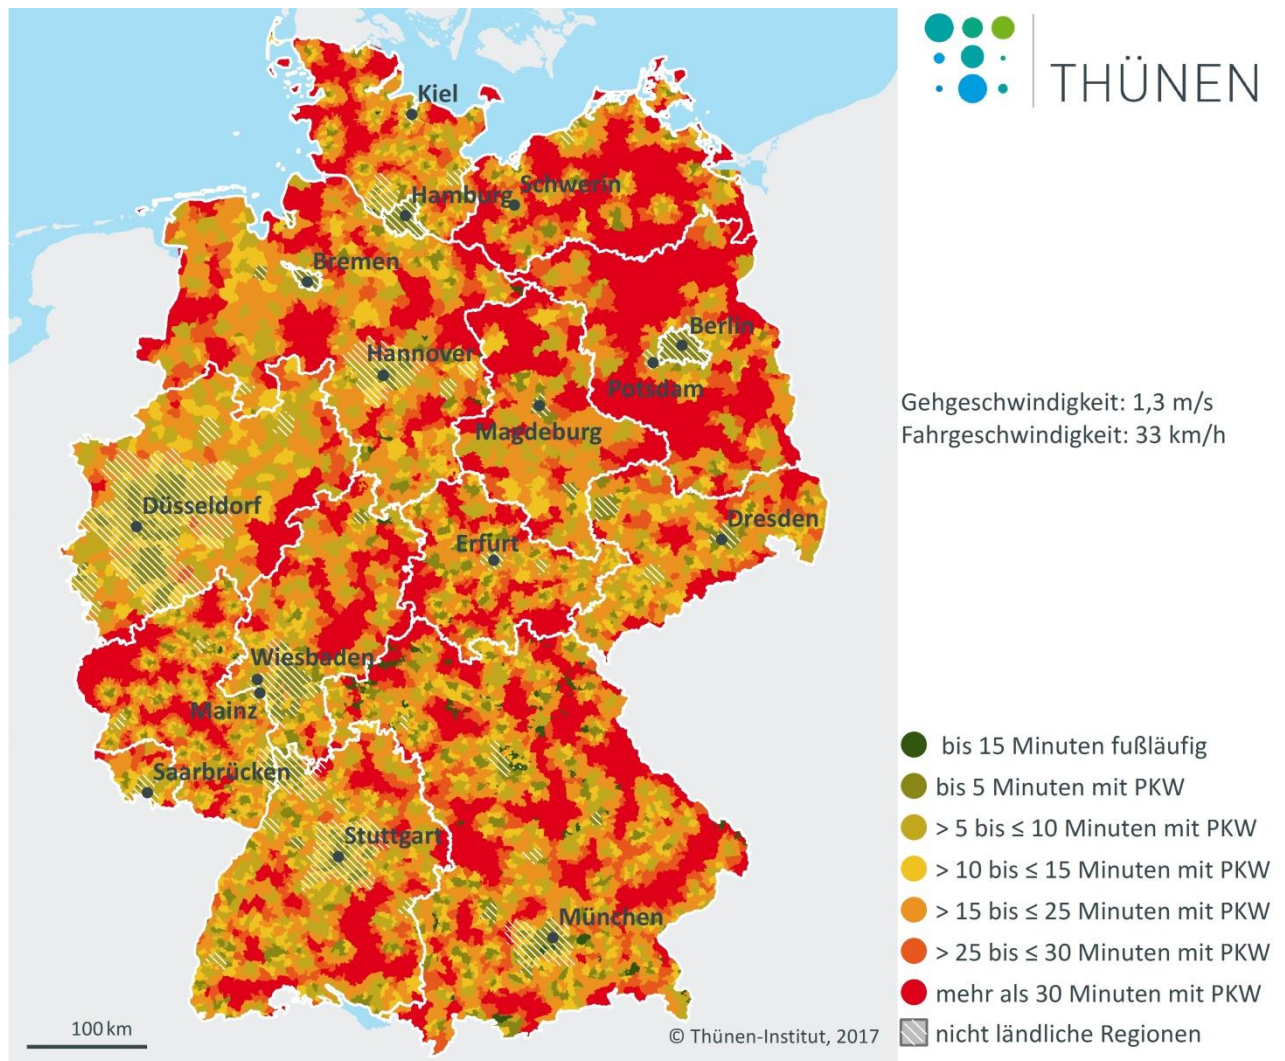 THÜNEN
Kiel
Schwerin
Hamburg
2
Bremen
Berlin
Hannover
Potsdam
Gehgeschwindigkeit: 1,3 m/s
Fahrgeschwindigkeit: 33 km/h
Magdeburg
Düsseldorf
Dresden
Erfurt
Wiesbaden
Mainz
Saarbrücken
Stuttgart
München
bis 15 Minuten fußläufig
bis 5 Minuten mit PKW
> 5 bis ≤ 10 Minuten mit PKW
> 10 bis ≤ 15 Minuten mit PKW
> 15 bis ≤ 25 Minuten mit PKW
> 25 bis ≤ 30 Minuten mit PKW
mehr als 30 Minuten mit PKW
nicht ländliche Regionen
100 km
© Thünen-Institut, 2017